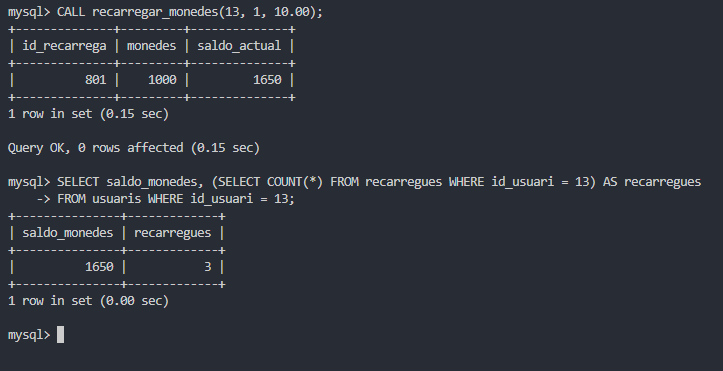 mysql> CALL recarregar_monedes(13, 1, 10.00);
+--------------+---------+--------------+
| id_recarrega | monedes | saldo_actual |
+--------------+---------+--------------+
|          801 |    1000 |         1650 |
+--------------+---------+--------------+
1 row in set (0.15 sec)

Query OK, 0 rows affected (0.15 sec)

mysql> SELECT saldo_monedes, (SELECT COUNT(*) FROM recarregues WHERE id_usuari = 13) AS recarregues
    -> FROM usuaris WHERE id_usuari = 13;
+---------------+-------------+
| saldo_monedes | recarregues |
+---------------+-------------+
|          1650 |           3 |
+---------------+-------------+
1 row in set (0.00 sec)

mysql>